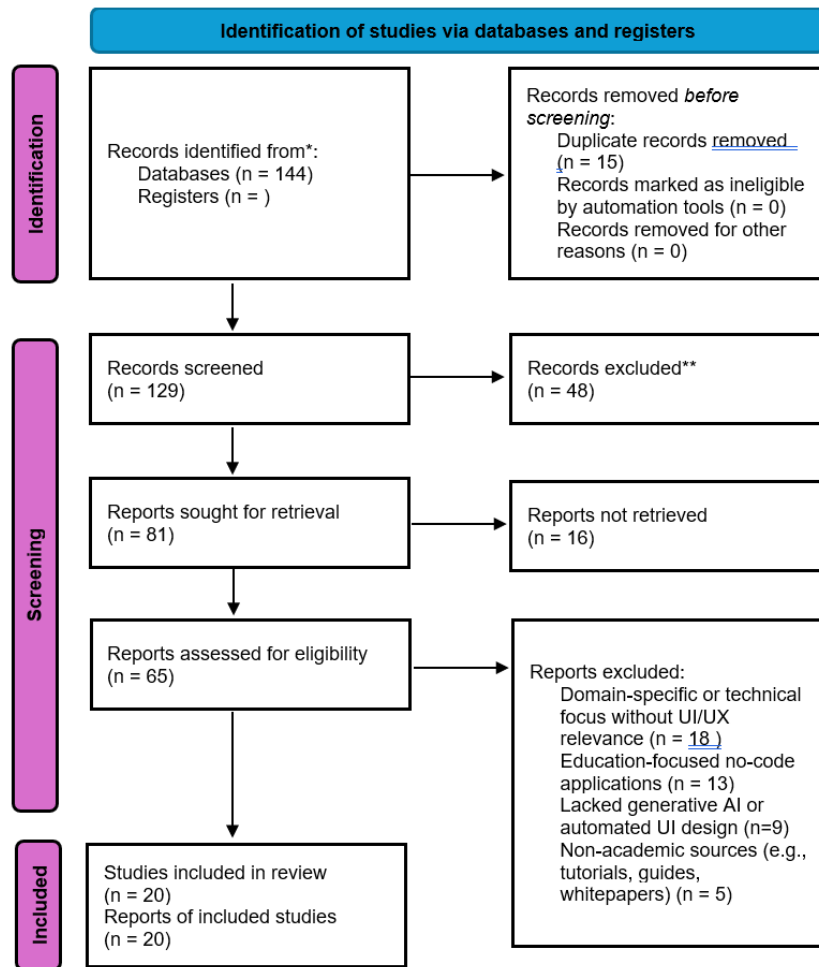 Identification of studies via databases and registers
Identification
Records identified from*:
Databases (n = 144)
Registers (n = )
Records removed before
screening:
Duplicate records removed
(n = 15)
Records marked as ineligible
by automation tools (n = 0)
Records removed for other
reasons (n = 0)
Screening
Records screened
(n = 129)
Records excluded**
(n = 48)
Reports sought for retrieval
(n = 81)
Reports not retrieved
(n = 16)
Reports assessed for eligibility
(n = 65)
Reports excluded:
Domain-specific or technical
focus without UI/UX
relevance (n = 18 )
Education-focused no-code
applications (n = 13)
Lacked generative AI or
automated UI design (n=9)
Non-academic sources (e.g.,
tutorials, guides,
whitepapers) (n = 5)
Included
Studies included in review
(n = 20)
Reports of included studies
(n = 20)